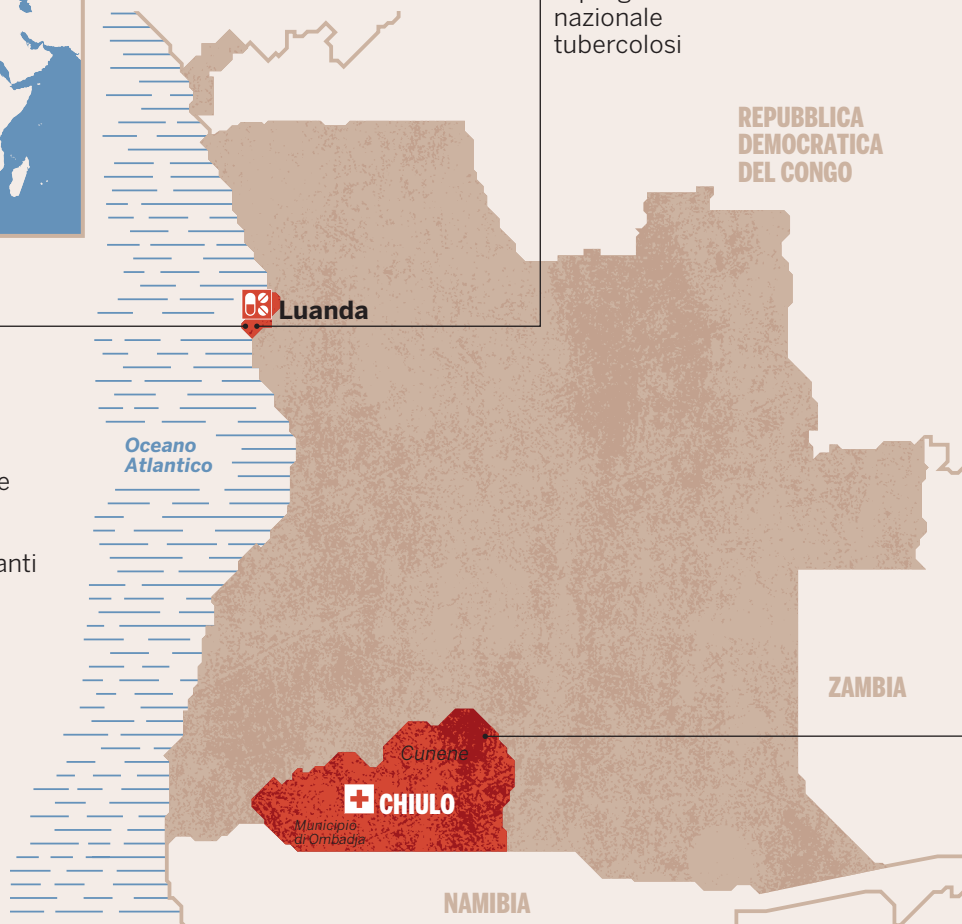 nazionale
tubercolosi
REPUBBLICA
DEMOCRATICA
DEL CONGO
Luanda
Oceano
Atlantico
e
anti
ZAMBIA
Cunene
CHIULO
Municipio
di Ombadja
NAMIBIA